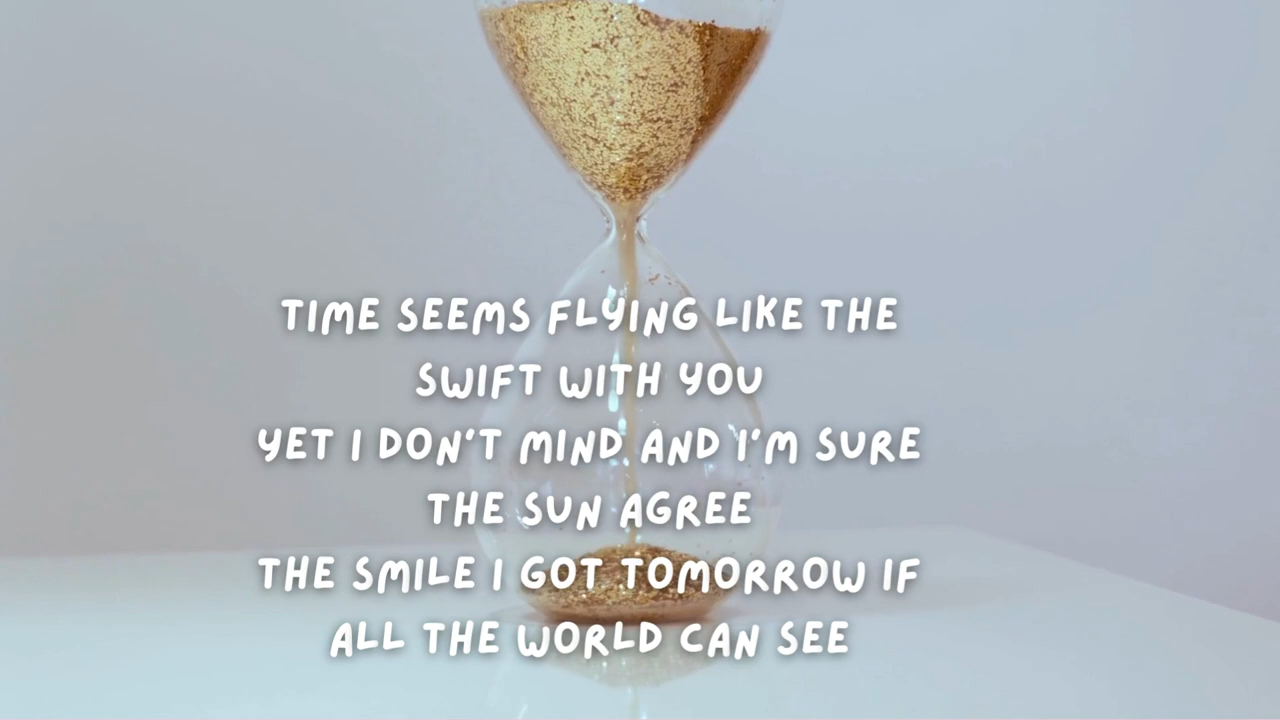 TIME SEEMS FLYING LIKE THE
SWIFT WITH YOU
YET I DON'T MIND AND I'M SURE
THE SUN AGREE
THE SMILE I GOT TOMORROW IF
ALL THE WORLD CAN SEE